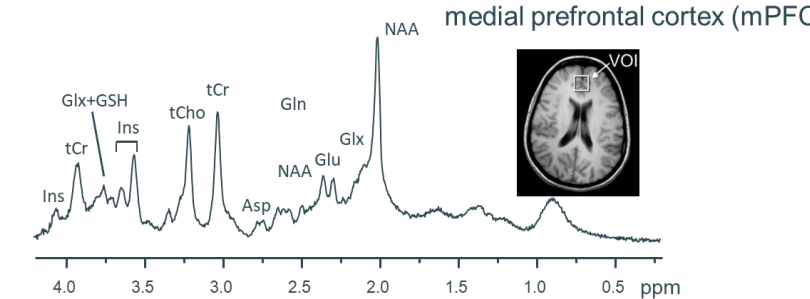 medial prefrontal cortex (mPFC
NAA
VOI
tCr
Glx+GSH
Gln
tCho
Ins
Glx
tCr
Glu
NAA
Ins
Asp
4.0 3.5 3.0 2.5 2.0 1.5 1.0 0.5 ppm